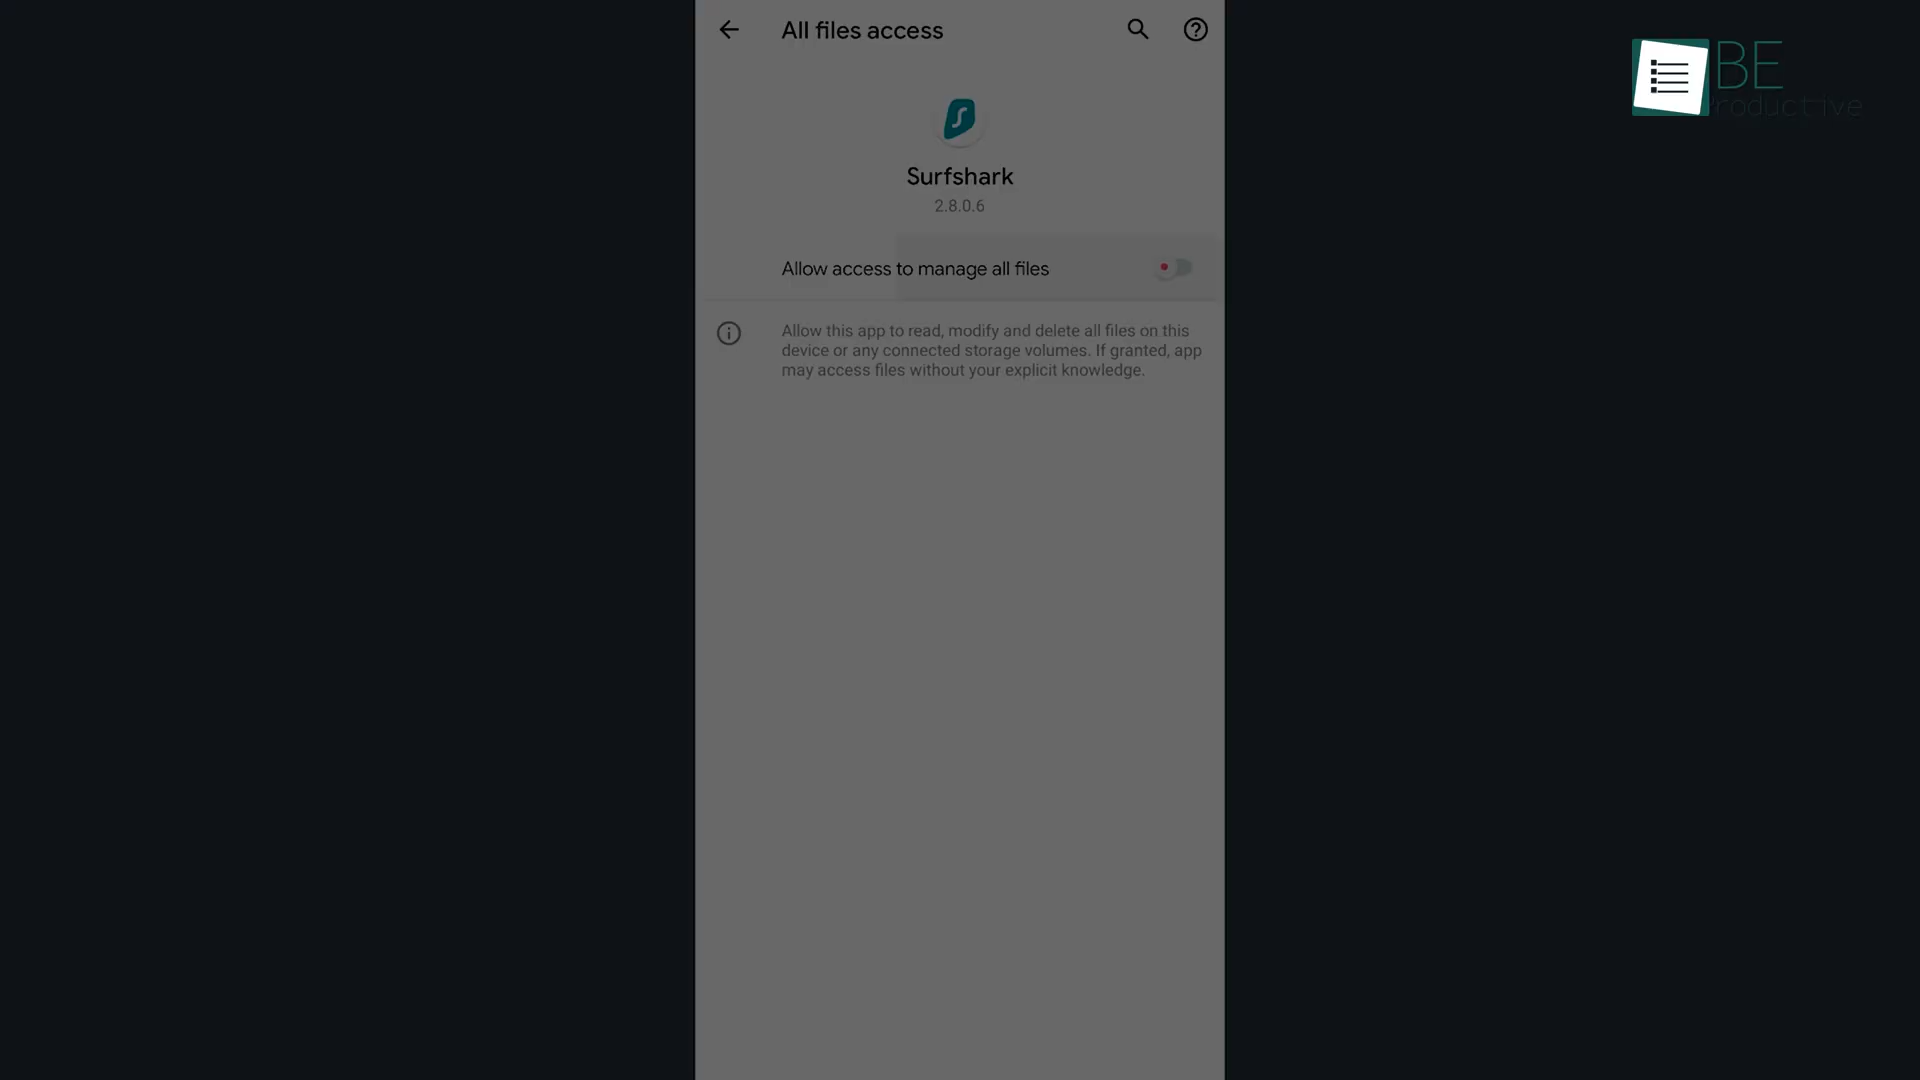 All files access
BE
Productive
Surfshark
2.8.0.6
Allow access to manage all files
Allow this app to read, modify and delete all files on this
device or any connected storage volumes. If granted, app
may access files without your explicit knowledge.